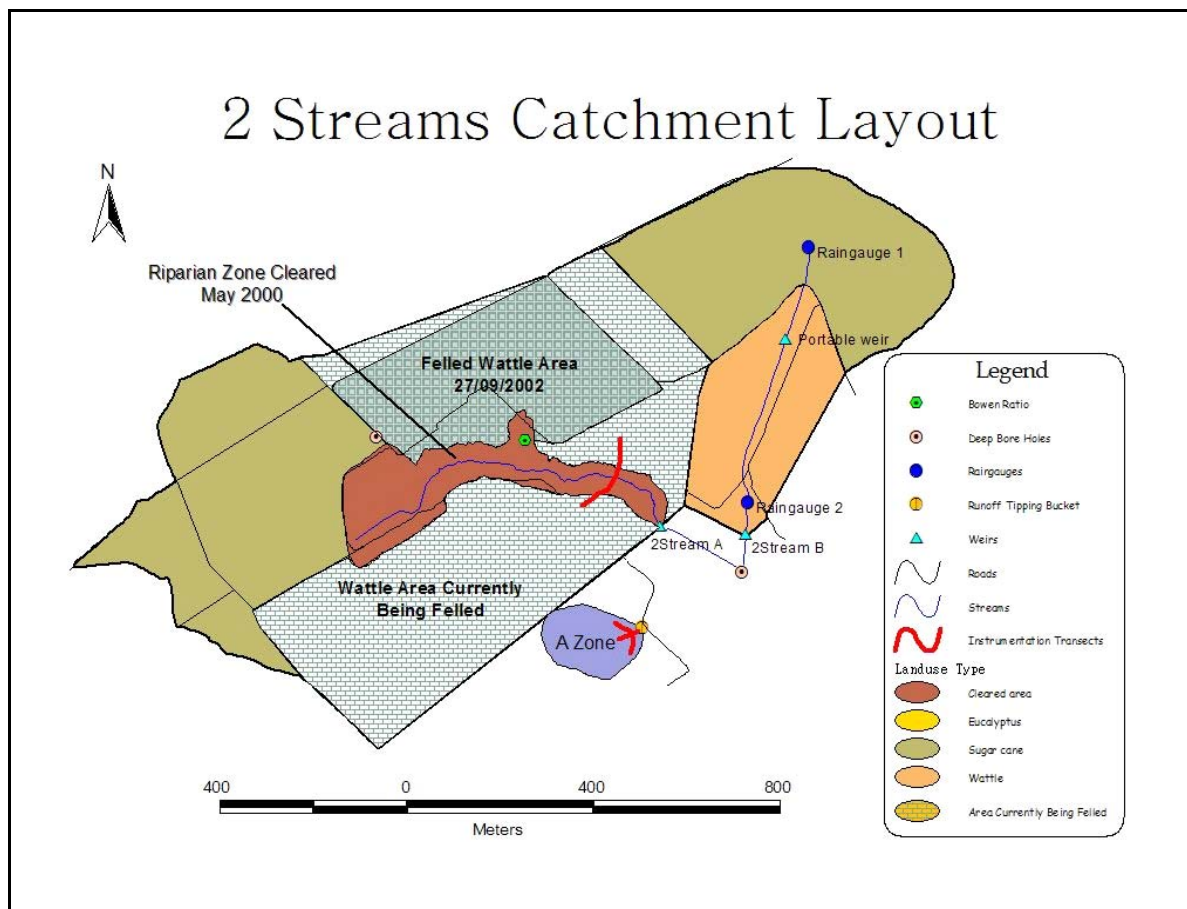 2 Streams Catchment Layout
N
Riparian Zone Cleared
May 2000
Raingauge 1
Portable weir
Felled Wattle Area
27/09/2002
Raingauge 2
2Stream A
2Stream B
Wattle Area Currently
Being Felled
A Zone
400
0
400
800
Meters
Legend
Bowen Ratio
Deep Bore Holes
Raingauges
Runoff Tipping Bucket
Weirs
Roads
Streams
Instrumentation Transects
Landuse Type
Cleared area
Eucalyptus
Sugar cane
Wattle
Area Currently Being Felled